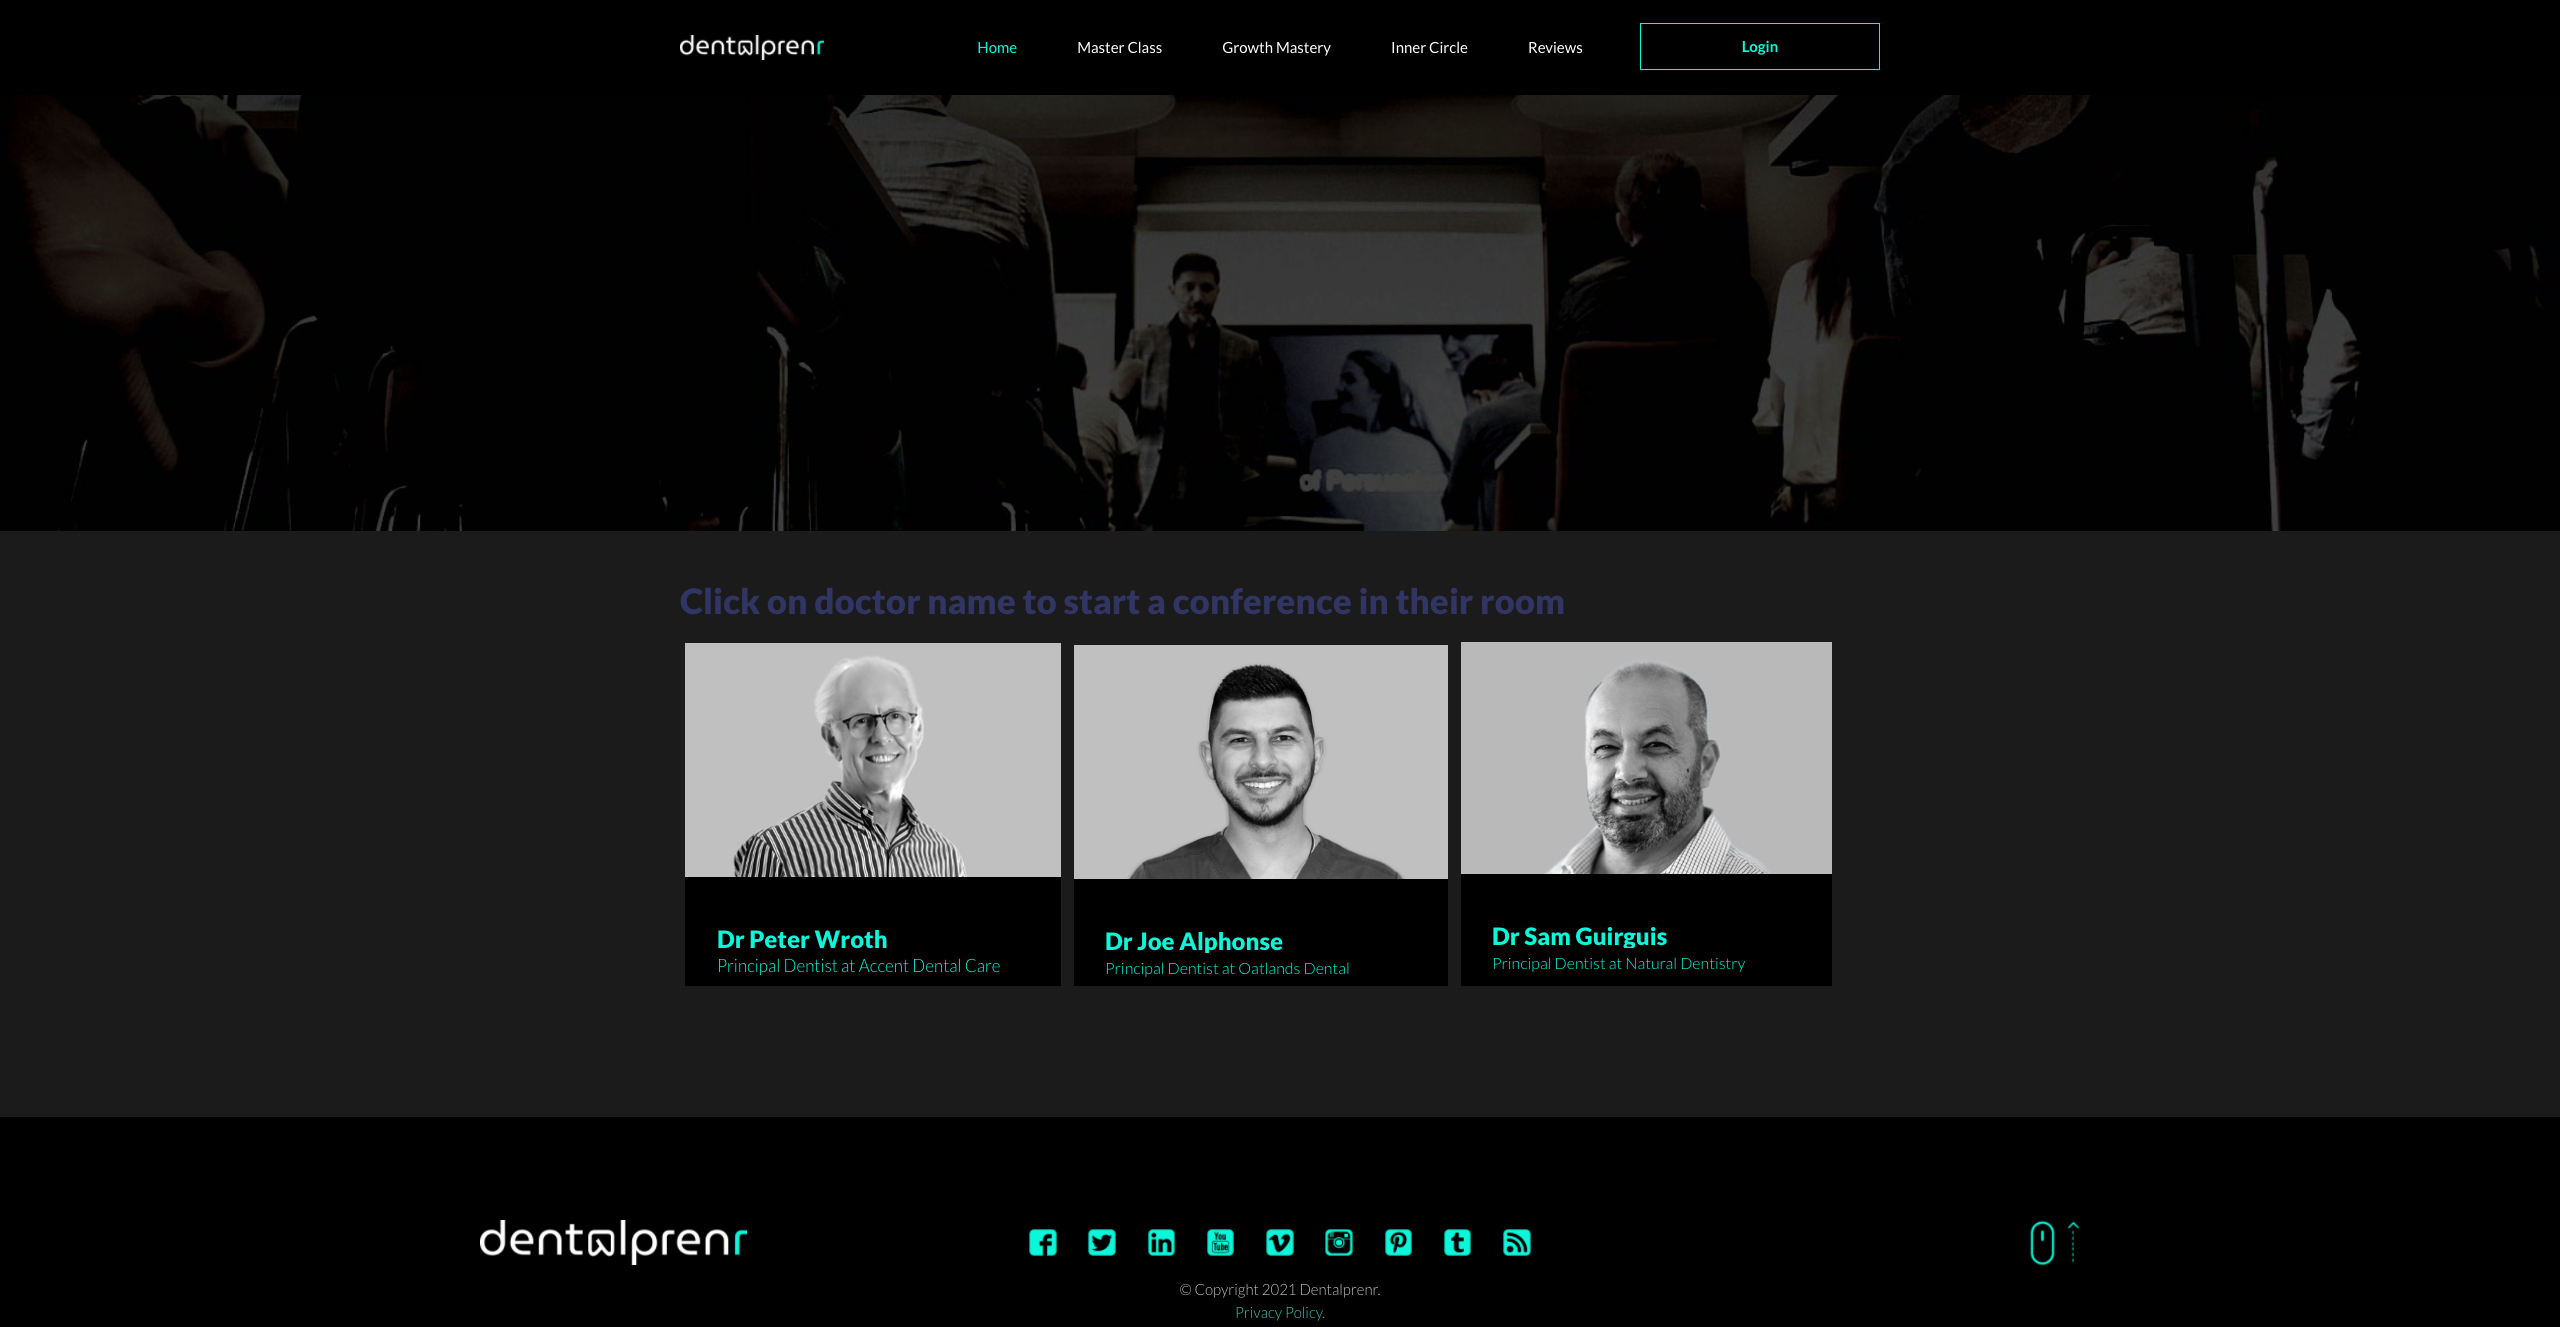 dentalprenr
Home
Master Class
Growth Mastery
Inner Circle
Reviews
Login
of
Click on doctor name to start a conference in their room
Dr Peter Wroth
Principal Dentist at Accent Dental Care
Dr Joe Alphonse
Principal Dentist at Oatlands Dental
Dr Sam Guirguis
Principal Dentist at Natural Dentistry
dentalprenr
You
Tube
© Copyright 2021 Dentalprenr.
Privacy Policy.